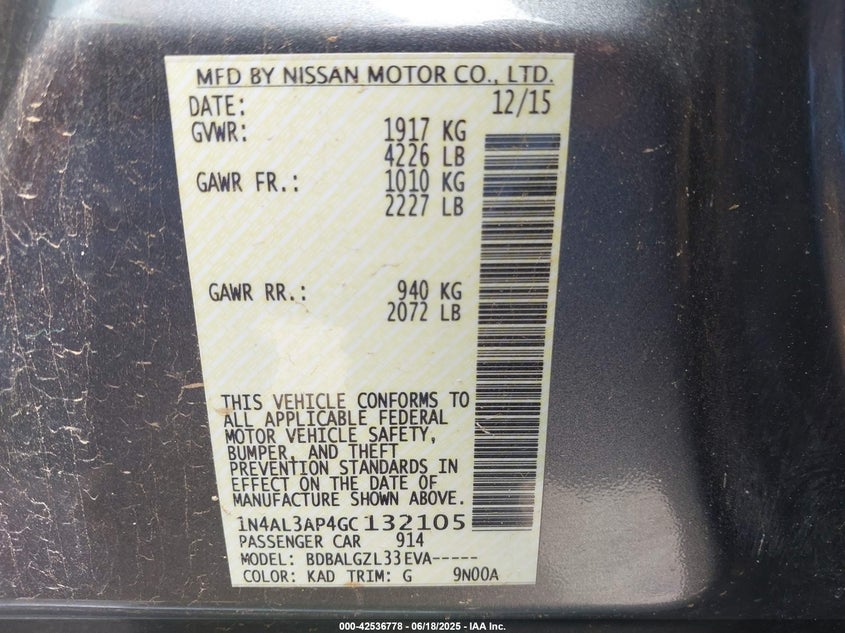 MFD BY NISSAN MOTOR CO., LTD.
DATE: 12/15
GVWR: 1917 KG
4226 LB
GAWR FR.: 1010 KG
2227 LB
GAWR RR.: 940 KG
2072 LB
THIS VEHICLE CONFORMS TO
ALL APPLICABLE FEDERAL
MOTOR VEHICLE SAFETY,
BUMPER, AND THEFT
PREVENTION STANDARDS IN
EFFECT ON THE DATE OF
MANUFACTURE SHOWN ABOVE.
1N4AL3AP4GC132105
PASSENGER CAR 914
MODEL: BDBALGZL33EVA-----
COLOR: KAD TRIM: G 9N00A
000-42536778 - 06/18/2025 - IAA Inc.